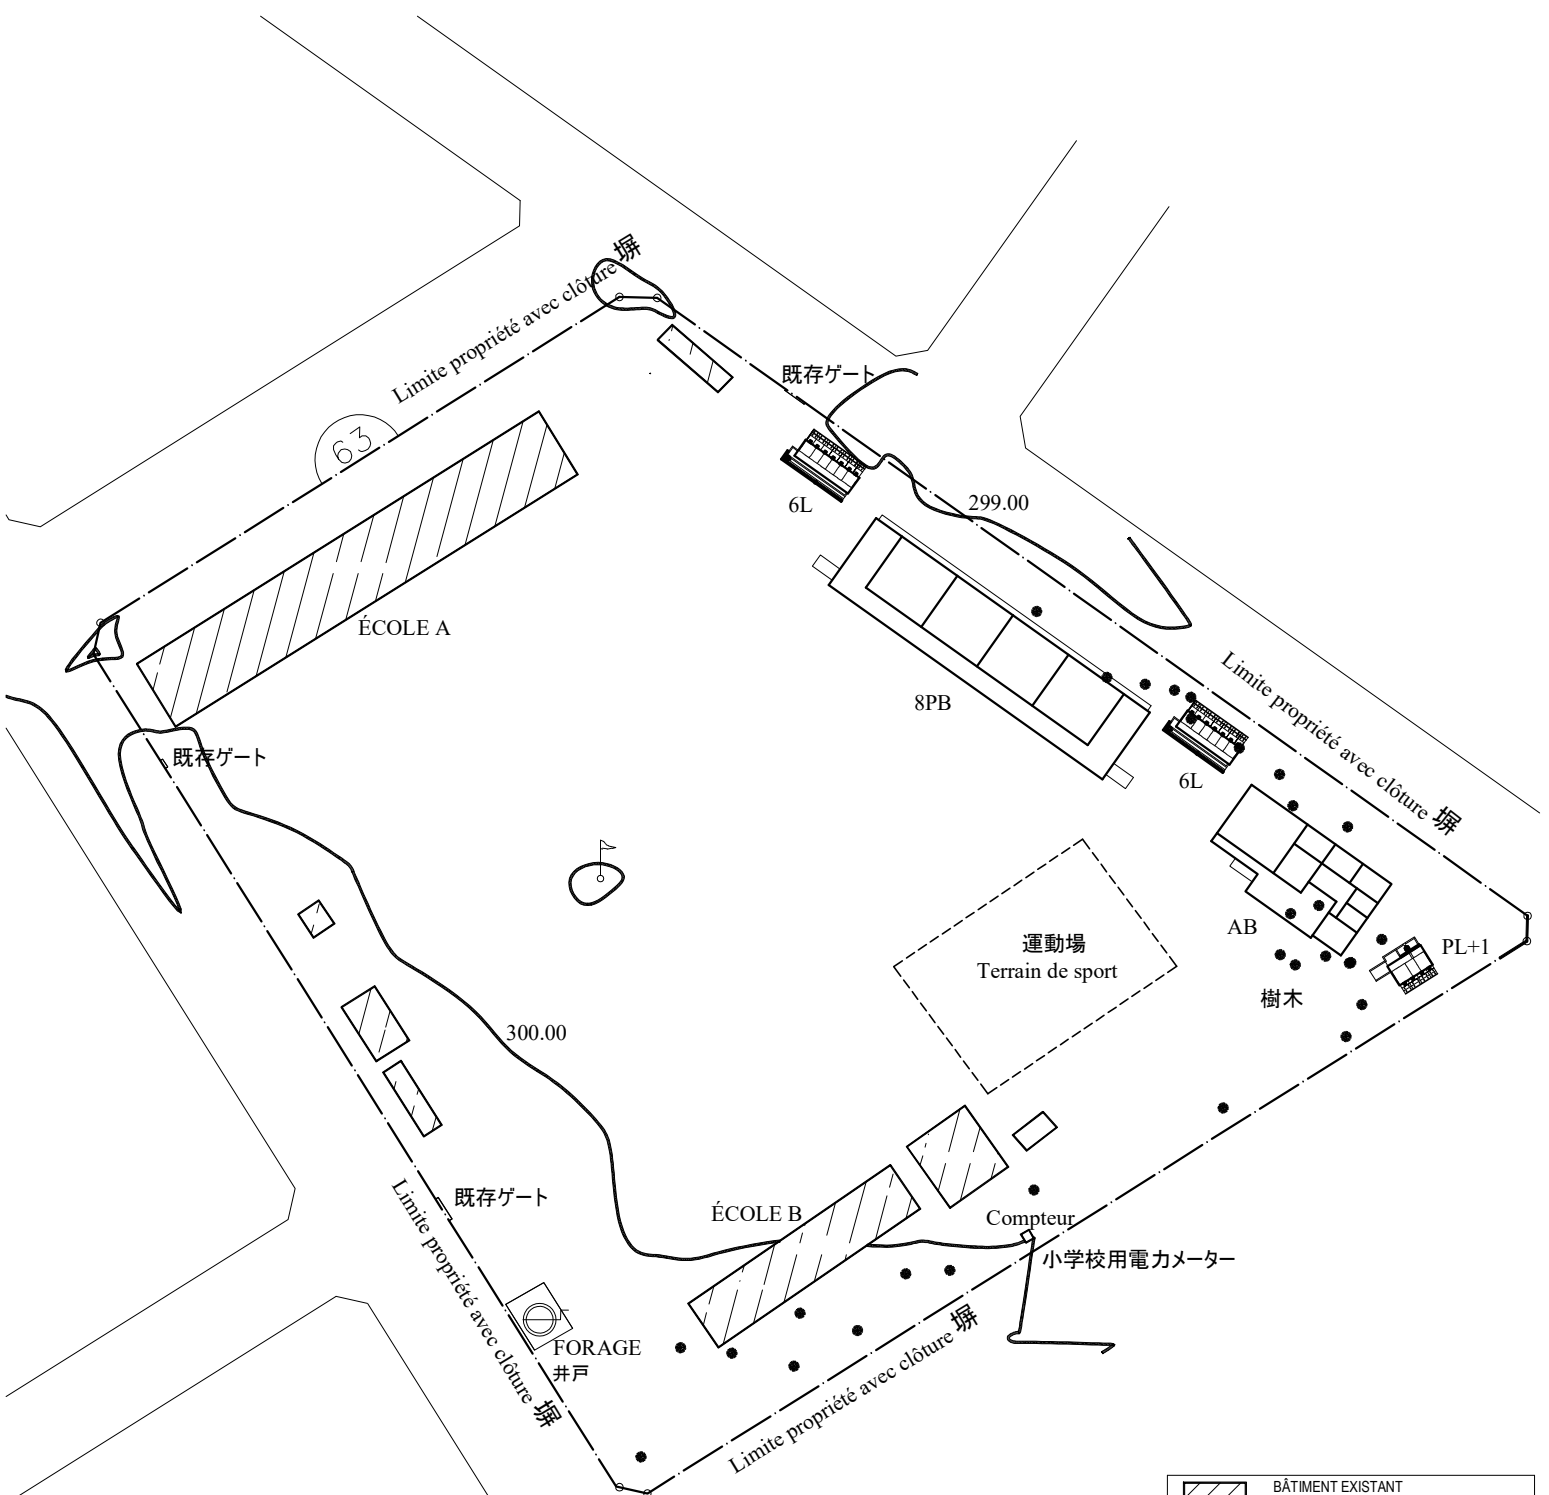 Limite propriété avec clôture 塀
既存ゲート
63
6L
299.00
ÉCOLE A
8PB
Limite propriété avec clôture 塀
既存ゲート
6L
AB
運動場
Terrain de sport
PL+1
樹木
300.00
既存ゲート
ÉCOLE B
Compteur
小学校用電力メーター
Limite propriété avec clôture 塀
FORAGE
井戸
Limite propriété avec clôture 塀
BÂTIMENT EXISTANT